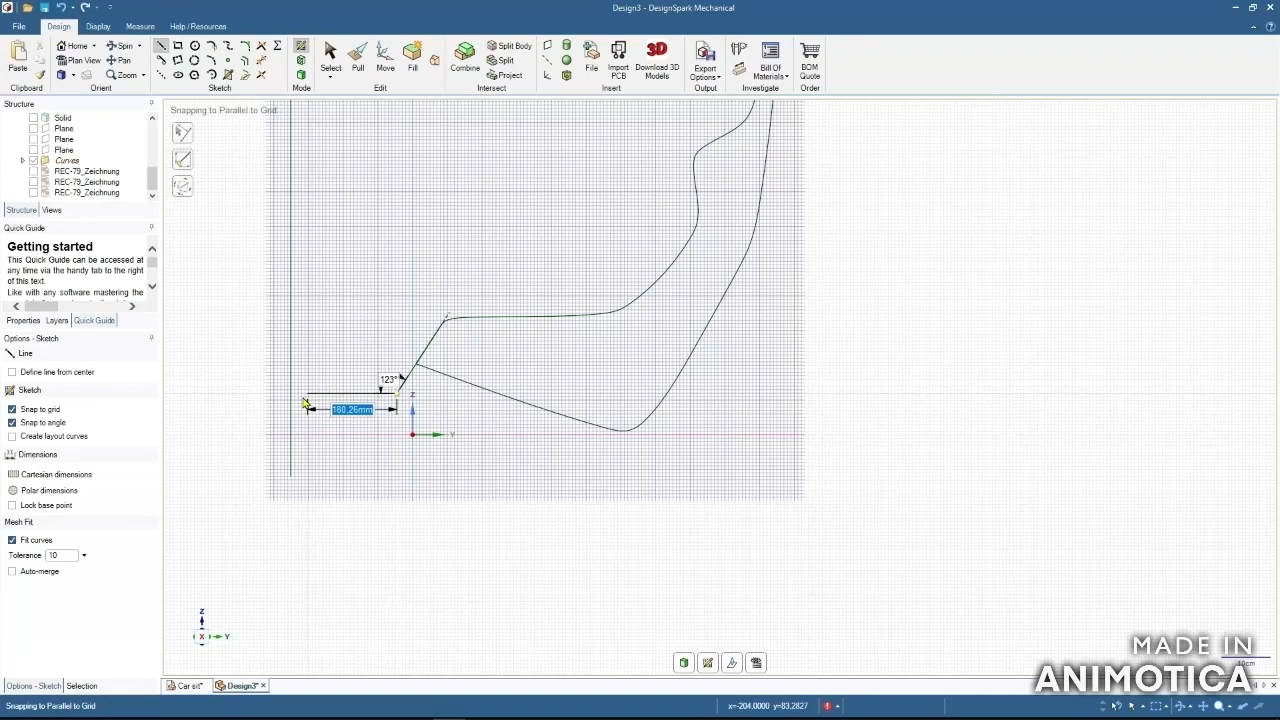 Design3 - DesignSpark Mechanical
File Design Display Measure Help / Resources
Paste Home Spin Plan View Pan Zoom Select Pull Move Fill Combine Split Body Split Project File Import PCB Download 3D Models Export Options Bill Of Materials BOM Quote
Clipboard Orient Sketch Mode Edit Intersect Insert Output Investigate Order
Structure
Solid
Plane
Plane
Plane
Curves
REC-79_Zeichnung
REC-79_Zeichnung
REC-79_Zeichnung
Structure Views
Quick Guide
Getting started
This Quick Guide can be accessed at
any time via the handy tab to the right
of this text.
Like with any software mastering the
Properties Layers Quick Guide
Options - Sketch
Line
Define line from center
Sketch
Snap to grid
Snap to angle
Create layout curves
Dimensions
Cartesian dimensions
Polar dimensions
Lock base point
Mesh Fit
Fit curves
Tolerance 10
Auto-merge
Options - Sketch Selection
Snapping to Parallel to Grid
123°
Z
Y
Z
X Y
MADE IN
ANIMOTICA
Car sit* Design3*
Snapping to Parallel to Grid x=-204.0000 y=83.2827